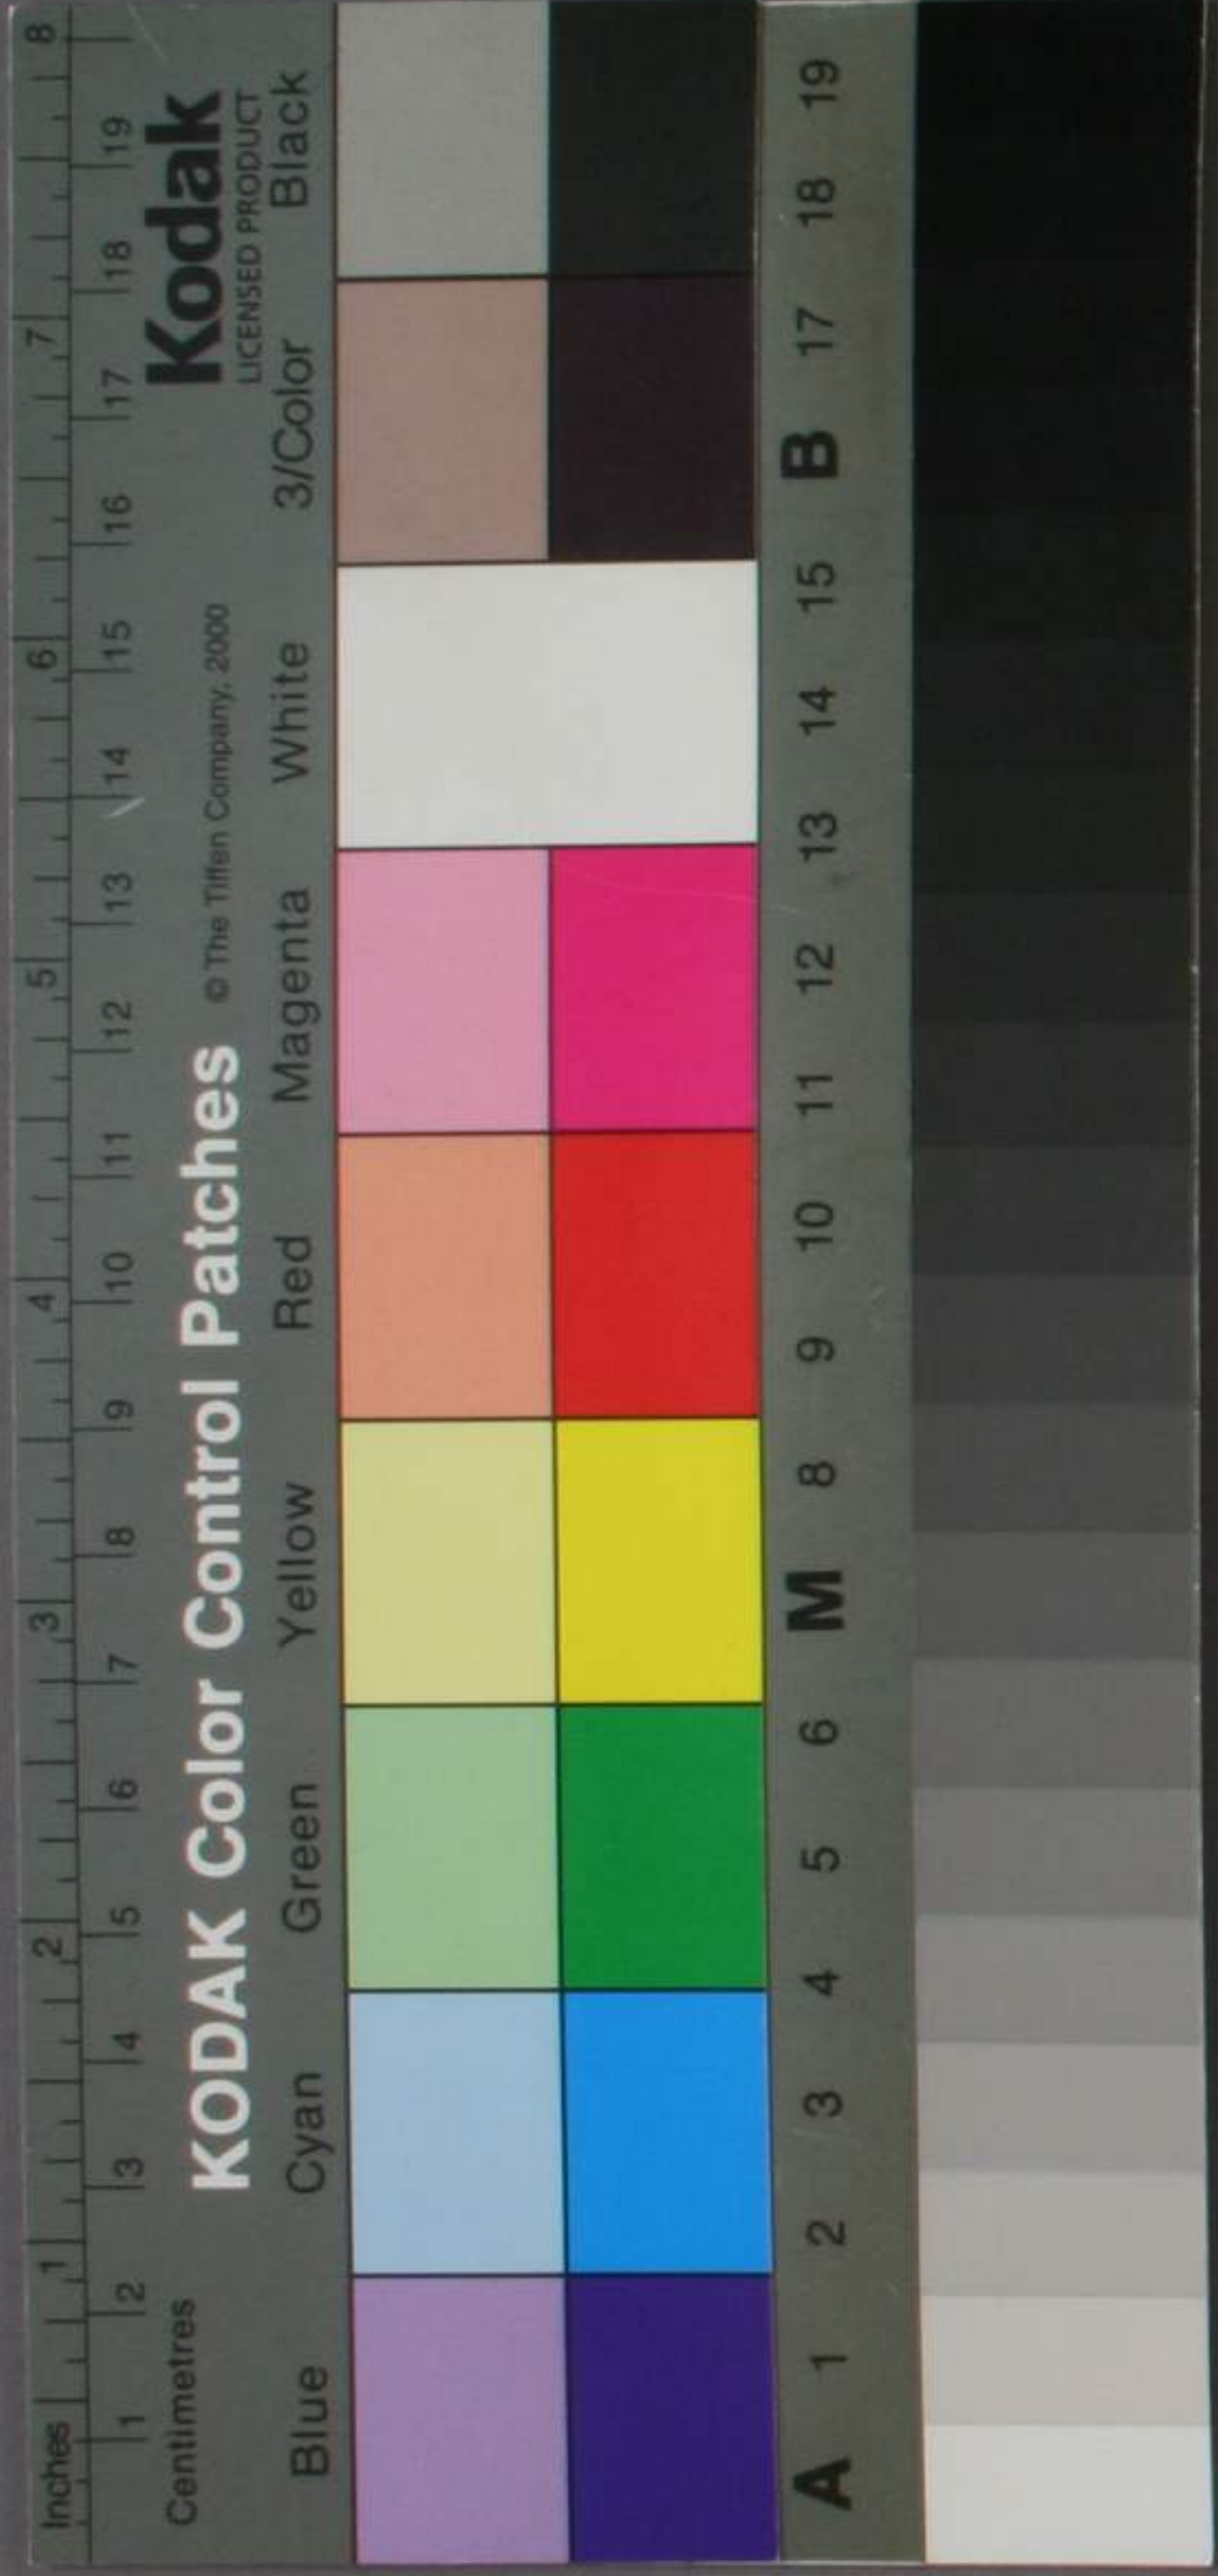 Inches 1 2 3 4 5 6 7 8
1 2 3 4 5 6 7 8 9 10 11 12 13 14 15 16 17 18 19
Centimetres
KODAK Color Control Patches © The Tiffen Company, 2000
Kodak
LICENSED PRODUCT
Blue Cyan Green Yellow Red Magenta White 3/Color Black
A 1 2 3 4 5 6 M 8 9 10 11 12 13 14 15 B 17 18 19